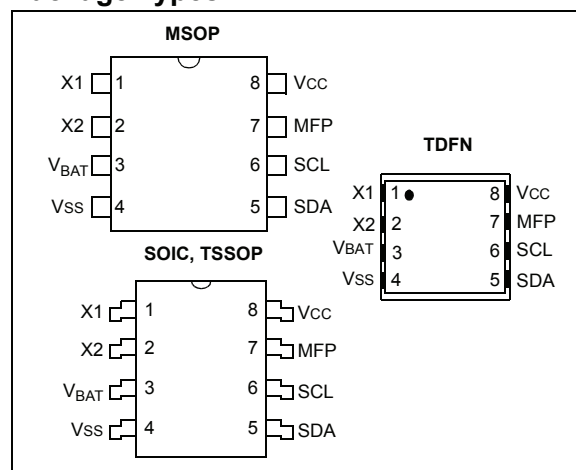 MSOP
X1 1 8 VCC
X2 2 7 MFP
VBAT 3 6 SCL
VSS 4 5 SDA
SOIC, TSSOP
X1 1 8 VCC
X2 2 7 MFP
VBAT 3 6 SCL
VSS 4 5 SDA
TDFN
X1 1 8 VCC
X2 2 7 MFP
VBAT 3 6 SCL
VSS 4 5 SDA